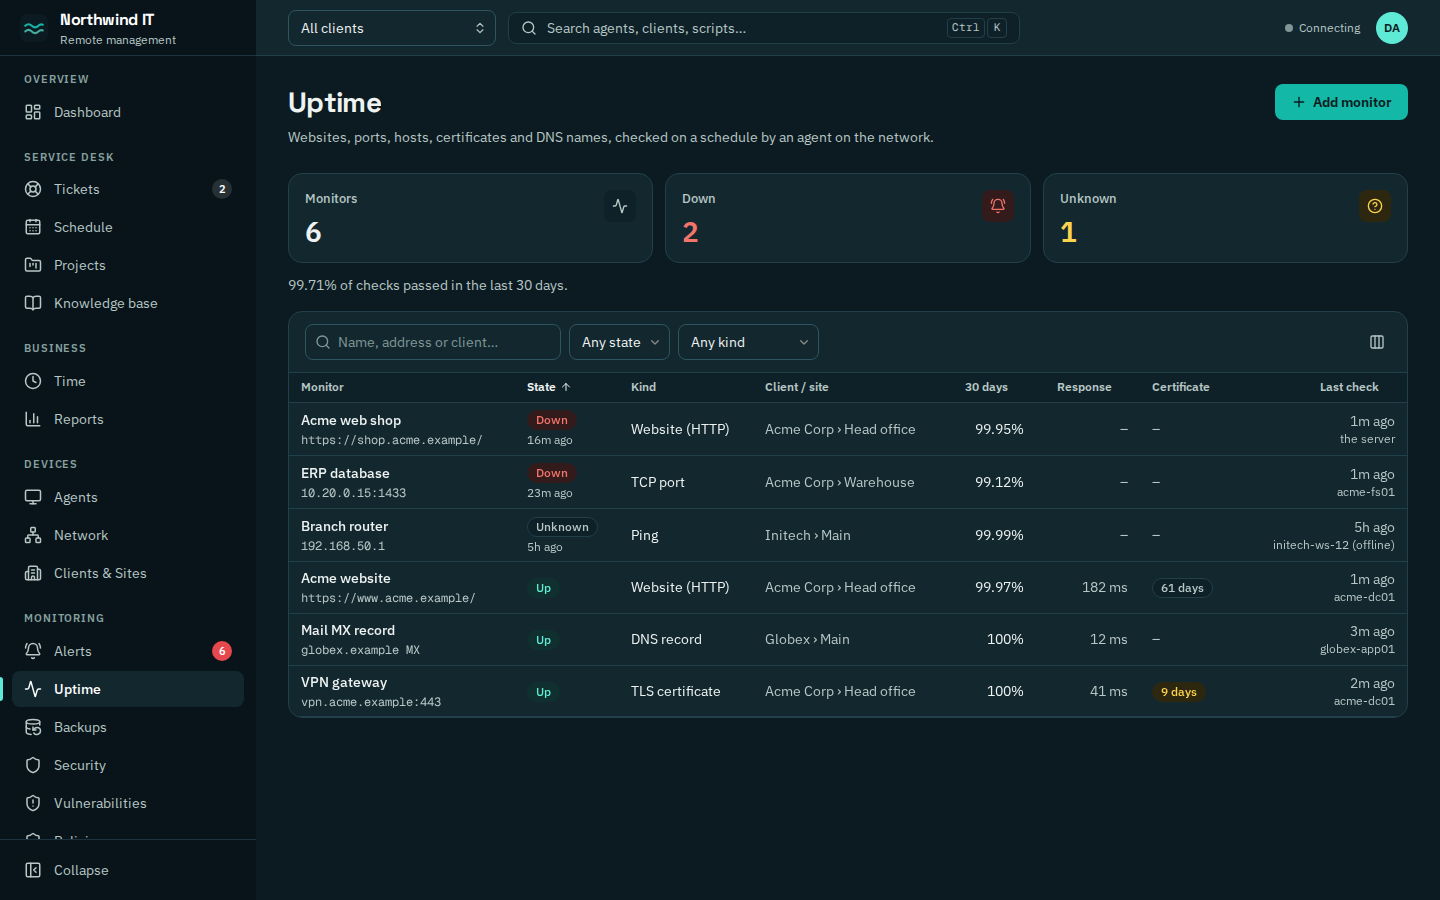 Northwind IT
Remote management
All clients
Search agents, clients, scripts...
Ctrl K
Connecting
DA
OVERVIEW
Dashboard
SERVICE DESK
Tickets 2
Schedule
Projects
Knowledge base
BUSINESS
Time
Reports
DEVICES
Agents
Network
Clients & Sites
MONITORING
Alerts 6
Uptime
Backups
Security
Vulnerabilities
Collapse
Uptime
Add monitor
Websites, ports, hosts, certificates and DNS names, checked on a schedule by an agent on the network.
Monitors
6
Down
2
Unknown
1
99.71% of checks passed in the last 30 days.
Name, address or client...
Any state
Any kind
Monitor State ↑ Kind Client / site 30 days Response Certificate Last check
Acme web shop Down Website (HTTP) Acme Corp › Head office 99.95% – – 1m ago
https://shop.acme.example/ 16m ago the server
ERP database Down TCP port Acme Corp › Warehouse 99.12% – – 1m ago
10.20.0.15:1433 23m ago acme-fs01
Branch router Unknown Ping Initech › Main 99.99% – – 5h ago
192.168.50.1 5h ago initech-ws-12 (offline)
Acme website Up Website (HTTP) Acme Corp › Head office 99.97% 182 ms 61 days 1m ago
https://www.acme.example/ acme-dc01
Mail MX record Up DNS record Globex › Main 100% 12 ms – 3m ago
globex.example MX globex-app01
VPN gateway Up TLS certificate Acme Corp › Head office 100% 41 ms 9 days 2m ago
vpn.acme.example:443 acme-dc01